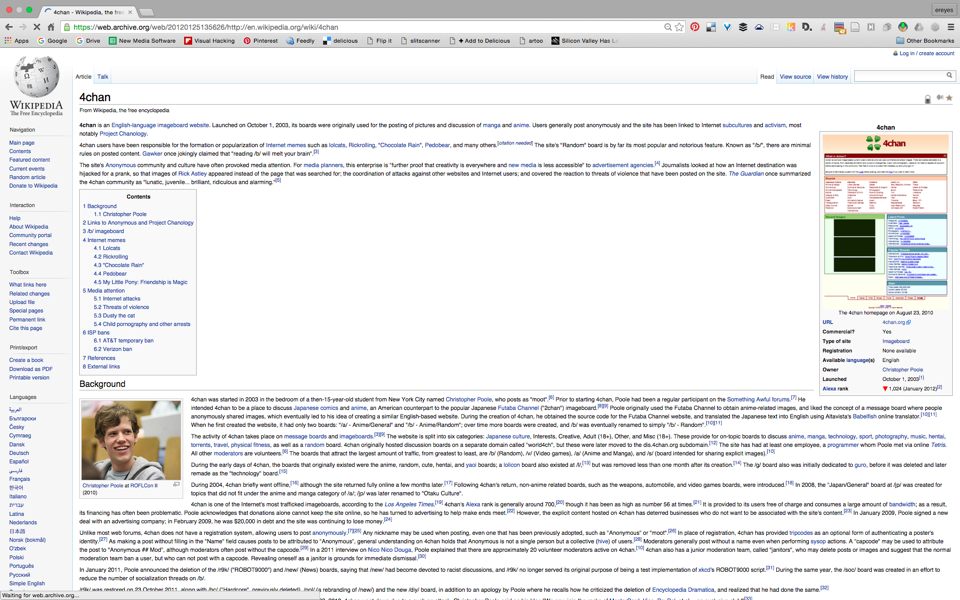 4chan - Wikipedia, the free
ereyes
https://web.archive.org/web/20120125135626/http://en.wikipedia.org/wiki/4chan
Apps Google Drive New Media Software Visual Hacking Pinterest Feedly delicious Flip it slitscanner + Add to Delicious artoo Silicon Valley Has Other Bookmarks
Log in / create account
WIKIPEDIA
The Free Encyclopedia
Article Talk
Read View source View history
4chan
From Wikipedia, the free encyclopedia
Navigation
Main page
Contents
Featured content
Current events
Random article
Donate to Wikipedia
Interaction
Help
About Wikipedia
Community portal
Recent changes
Contact Wikipedia
Toolbox
What links here
Related changes
Upload file
Special pages
Permanent link
Cite this page
Print/export
Create a book
Download as PDF
Printable version
Languages
العربية
Български
Česky
Cymraeg
Dansk
Deutsch
Español
فارسی
Français
한국어
Italiano
עברית
Latina
Nederlands
日本語
Norsk (bokmål)
O'zbek
Polski
Português
Русский
Simple English
4chan is an English-language imageboard website. Launched on October 1, 2003, its boards were originally used for the posting of pictures and discussion of manga and anime. Users generally post anonymously and the site has been linked to Internet subcultures and activism, most
notably Project Chanology.
4chan users have been responsible for the formation or popularization of Internet memes such as lolcats, Rickrolling, "Chocolate Rain", Pedobear, and many others.[citation needed] The site's "Random" board is by far its most popular and notorious feature. Known as "/b/", there are minimal
rules on posted content. Gawker once jokingly claimed that "reading /b/ will melt your brain".[3]
The site's Anonymous community and culture have often provoked media attention. For media planners, this enterprise is "further proof that creativity is everywhere and new media is less accessible" to advertisement agencies.[4] Journalists looked at how an Internet destination was
hijacked for a prank, so that images of Rick Astley appeared instead of the page that was searched for; the coordination of attacks against other websites and Internet users; and covered the reaction to threats of violence that have been posted on the site. The Guardian once summarized
the 4chan community as "lunatic, juvenile... brilliant, ridiculous and alarming."[5]
Contents
1 Background
1.1 Christopher Poole
2 Links to Anonymous and Project Chanology
3 /b/ imageboard
4 Internet memes
4.1 Lolcats
4.2 Rickrolling
4.3 "Chocolate Rain"
4.4 Pedobear
4.5 My Little Pony: Friendship is Magic
5 Media attention
5.1 Internet attacks
5.2 Threats of violence
5.3 Dusty the cat
5.4 Child pornography and other arrests
6 ISP bans
6.1 AT&T temporary ban
6.2 Verizon ban
7 References
8 External links
4chan
4chan
The 4chan homepage on August 23, 2010
URL 4chan.org
Commercial? Yes
Type of site Imageboard
Registration None available
Available language(s) English
Owner Christopher Poole
Launched October 1, 2003[1]
Alexa rank 1,024 (January 2012)[2]
Background
Christopher Poole at ROFLCon II
(2010)
4chan was started in 2003 in the bedroom of a then-15-year-old student from New York City named Christopher Poole, who posts as "moot".[6] Prior to starting 4chan, Poole had been a regular participant on the Something Awful forums.[7] He
intended 4chan to be a place to discuss Japanese comics and anime, an American counterpart to the popular Japanese Futaba Channel ("2chan") imageboard.[8][9] Poole originally used the Futaba Channel to obtain anime-related images, and liked the concept of a message board where people
anonymously shared images, which eventually led to his idea of creating a similar English-based website. During the creation of 4chan, he obtained the source code for the Futaba Channel website, and translated the Japanese text into English using Altavista's Babelfish online translator.[10][11]
When he first created the website, it had only two boards: "/a/ - Anime/General" and "/b/ - Anime/Random"; over time more boards were created, and /b/ was eventually renamed to simply "/b/ - Random".[10][11]
The activity of 4chan takes place on message boards and imageboards.[3][9] The website is split into six categories: Japanese culture, Interests, Creative, Adult (18+), Other, and Misc (18+). These provide for on-topic boards to discuss anime, manga, technology, sport, photography, music, hentai,
torrents, travel, physical fitness, as well as a random board. 4chan originally hosted discussion boards on a separate domain called "world4ch", but these were later moved to the dis.4chan.org subdomain.[12] The site has had at least one employee, a programmer whom Poole met via online Tetris.
All other moderators are volunteers.[6] The boards that attract the largest amount of traffic, from greatest to least, are /b/ (Random), /v/ (Video games), /a/ (Anime and Manga), and /s/ (board intended for sharing explicit images).[10]
During the early days of 4chan, the boards that originally existed were the anime, random, cute, hentai, and yaoi boards; a lolicon board also existed at /l/,[13] but was removed less than one month after its creation.[14] The /g/ board also was initially dedicated to guro, before it was deleted and later
remade as the "technology" board.[15]
During 2004, 4chan briefly went offline,[16] although the site returned fully online a few months later.[17] Following 4chan's return, non-anime related boards, such as the weapons, automobile, and video games boards, were introduced.[18] In 2008, the "Japan/General" board at /jp/ was created for
topics that did not fit under the anime and manga category of /a/; /jp/ was later renamed to "Otaku Culture".
4chan is one of the Internet's most trafficked imageboards, according to the Los Angeles Times.[19] 4chan's Alexa rank is generally around 700,[20] though it has been as high as number 56 at times.[21] It is provided to its users free of charge and consumes a large amount of bandwidth; as a result,
its financing has often been problematic. Poole acknowledges that donations alone cannot keep the site online, so he has turned to advertising to help make ends meet.[22] However, the explicit content hosted on 4chan has deterred businesses who do not want to be associated with the site's content.[23] In January 2009, Poole signed a new
deal with an advertising company; in February 2009, he was $20,000 in debt and the site was continuing to lose money.[24]
Unlike most web forums, 4chan does not have a registration system, allowing users to post anonymously.[7][25] Any nickname may be used when posting, even one that has been previously adopted, such as "Anonymous" or "moot".[26] In place of registration, 4chan has provided tripcodes as an optional form of authenticating a poster's
identity.[27] As making a post without filling in the "Name" field causes posts to be attributed to "Anonymous", general understanding on 4chan holds that Anonymous is not a single person but a collective (hive) of users.[28] Moderators generally post without a name even when performing sysop actions. A "capcode" may be used to attribute
the post to "Anonymous ## Mod", although moderators often post without the capcode.[29] In a 2011 interview on Nico Nico Douga, Poole explained that there are approximately 20 volunteer moderators active on 4chan.[10] 4chan also has a junior moderation team, called "janitors", who may delete posts or images and suggest that the normal
moderation team ban a user, but who can not post with a capcode. Revealing oneself as a janitor is grounds for immediate dismissal.[30]
In January 2011, Poole announced the deletion of the /r9k/ ("ROBOT9000") and /new/ (News) boards, saying that /new/ had become devoted to racist discussions, and /r9k/ no longer served its original purpose of being a test implementation of xkcd's ROBOT9000 script.[31] During the same year, the /soc/ board was created in an effort to
reduce the number of socialization threads on /b/.
/r9k/ was restored on 23 October 2011, along with /hc/ ("Hardcore", previously deleted), /pol/ (a rebranding of /new/) and the new /diy/ board, in addition to an apology by Poole where he recalls how he criticized the deletion of Encyclopedia Dramatica, and realized that he had done the same.[32]
Waiting for web.archive.org...